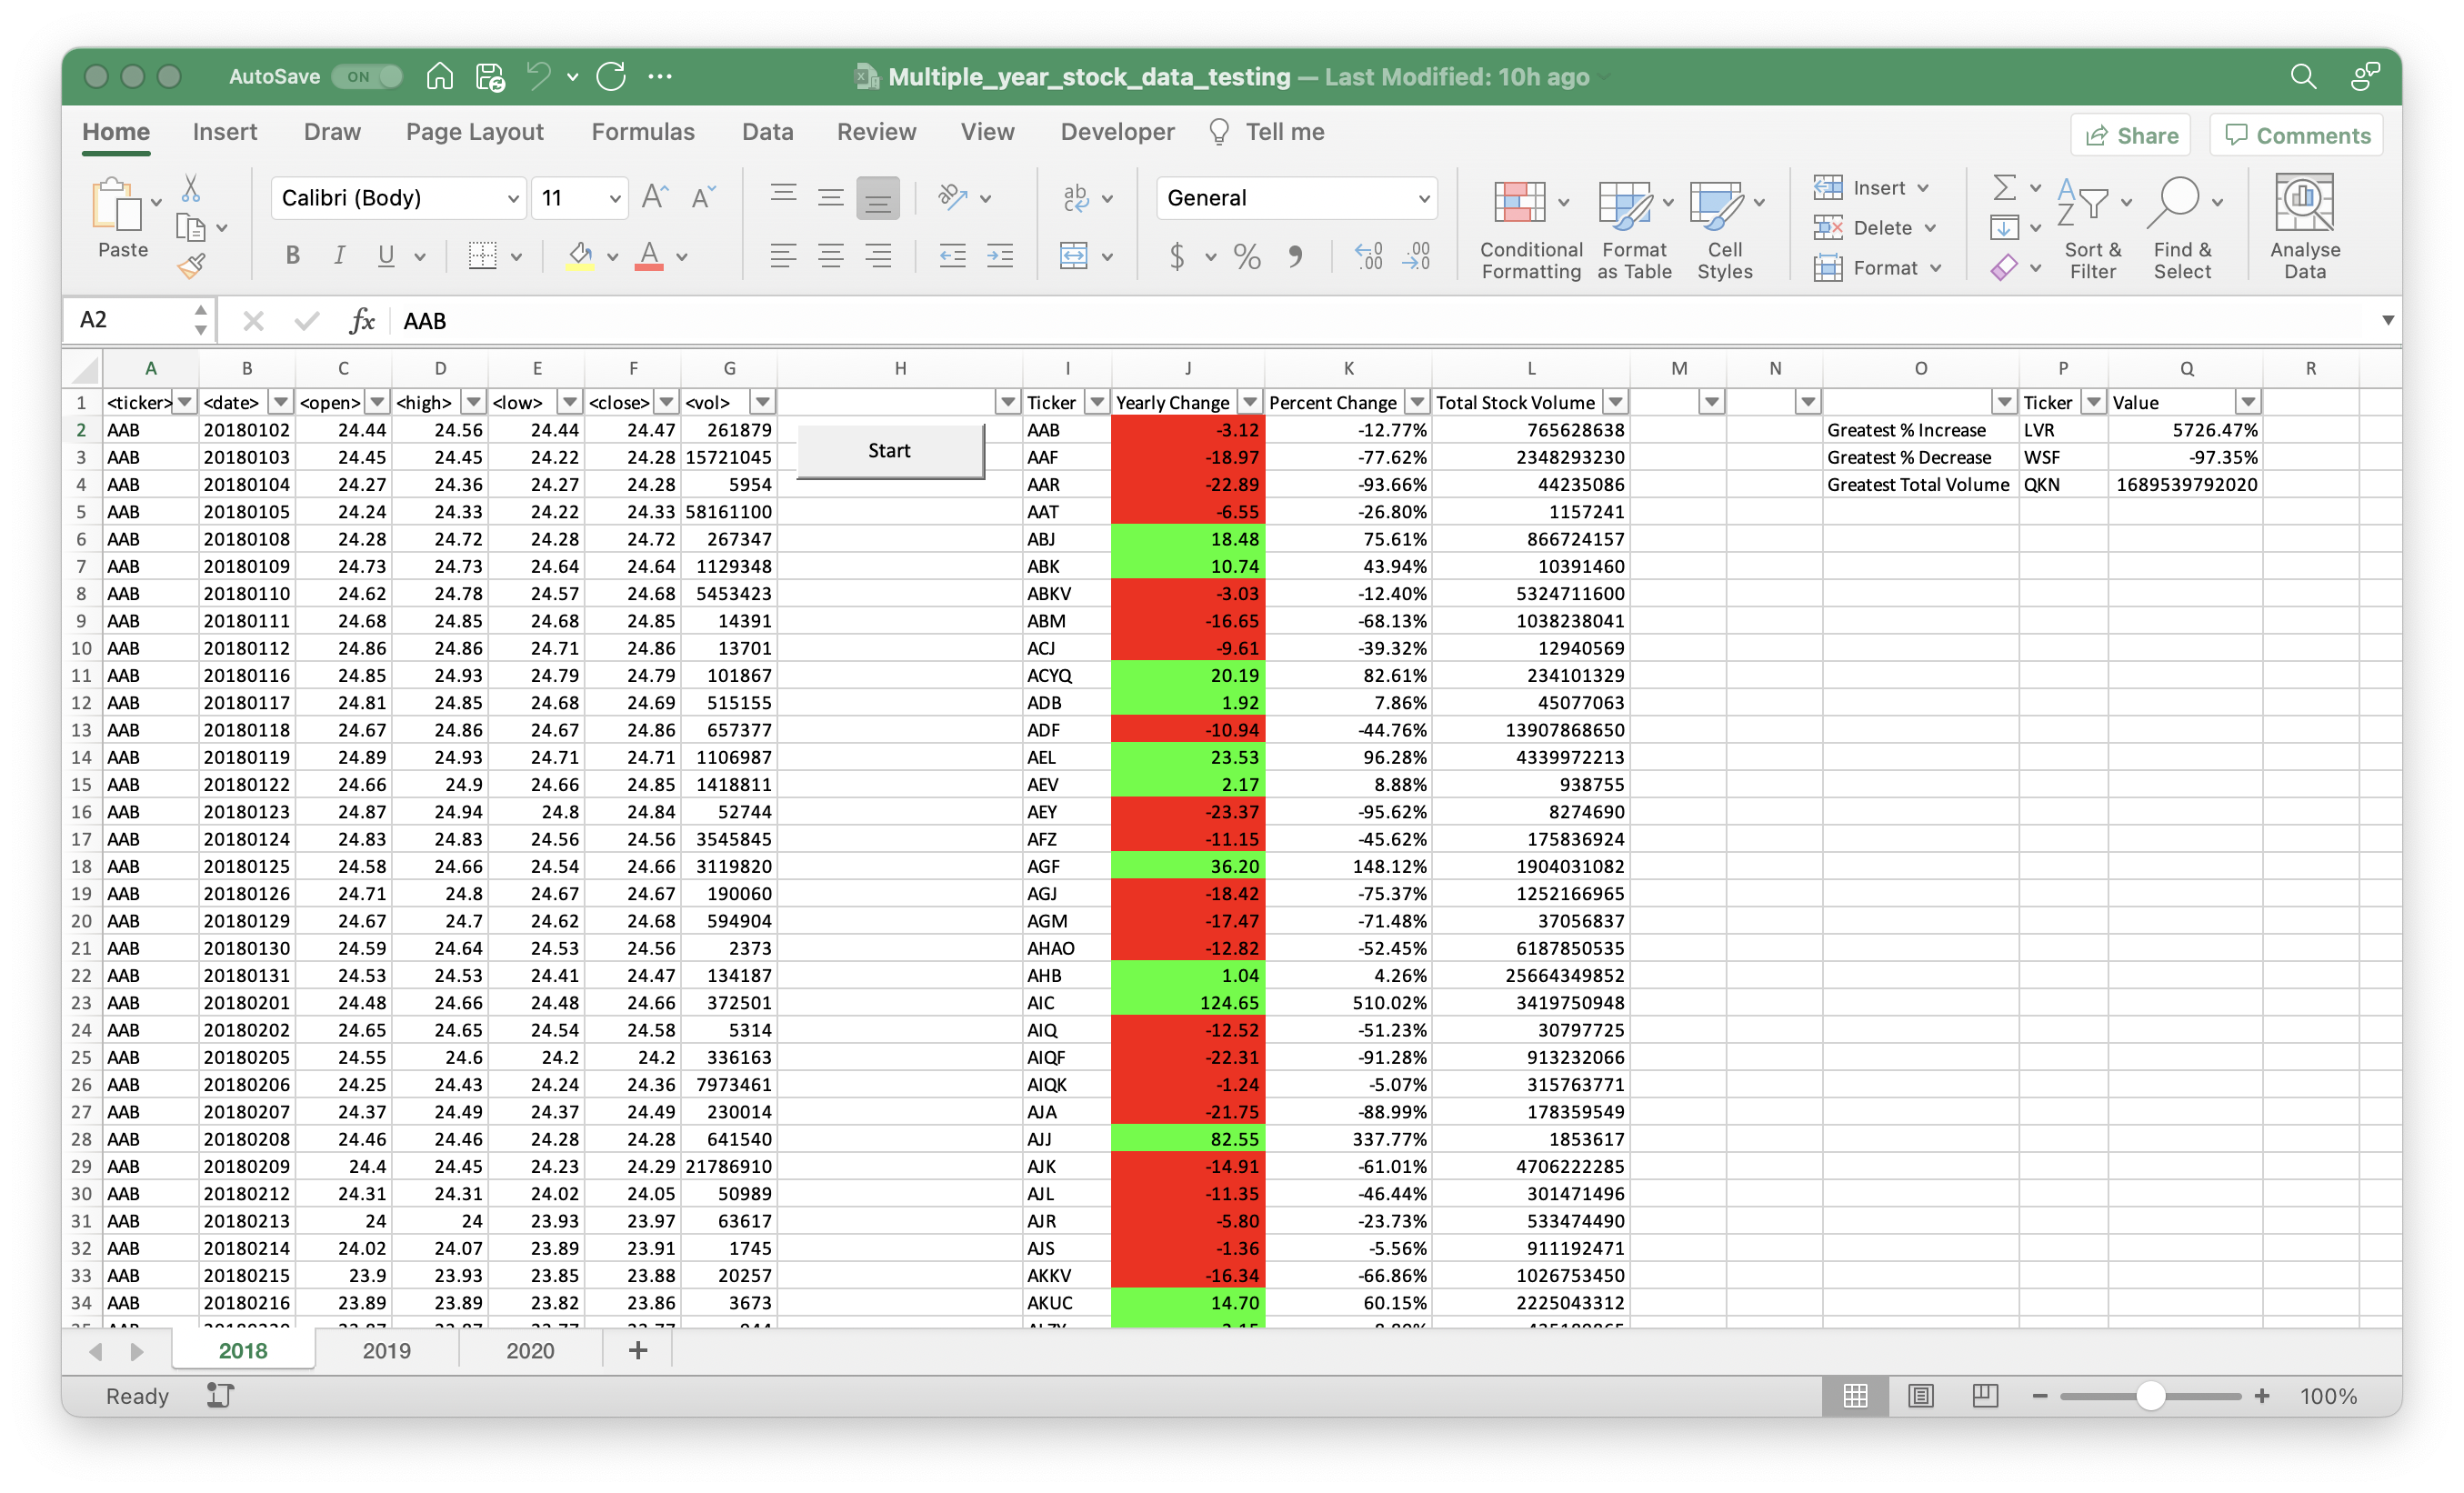 AutoSave ON Multiple_year_stock_data_testing — Last Modified: 10h ago
Home Insert Draw Page Layout Formulas Data Review View Developer Tell me Share Comments
Calibri (Body) 11 A A ab c General Insert Σ A Z
Paste B I U A $ % , .0 .00 .00 .0 Conditional Formatting Format as Table Cell Styles Delete Format Sort & Filter Find & Select Analyse Data
A2 fx AAB
A B C D E F G H I J K L M N O P Q R
1 <ticker> <date> <open> <high> <low> <close> <vol> Ticker Yearly Change Percent Change Total Stock Volume Ticker Value
2 AAB 20180102 24.44 24.56 24.44 24.47 261879 Start AAB -3.12 -12.77% 765628638 Greatest % Increase LVR 5726.47%
3 AAB 20180103 24.45 24.45 24.22 24.28 15721045 AAF -18.97 -77.62% 2348293230 Greatest % Decrease WSF -97.35%
4 AAB 20180104 24.27 24.36 24.27 24.28 5954 AAR -22.89 -93.66% 44235086 Greatest Total Volume QKN 1689539792020
5 AAB 20180105 24.24 24.33 24.22 24.33 58161100 AAT -6.55 -26.80% 1157241
6 AAB 20180108 24.28 24.72 24.28 24.72 267347 ABJ 18.48 75.61% 866724157
7 AAB 20180109 24.73 24.73 24.64 24.64 1129348 ABK 10.74 43.94% 10391460
8 AAB 20180110 24.62 24.78 24.57 24.68 5453423 ABKV -3.03 -12.40% 5324711600
9 AAB 20180111 24.68 24.85 24.68 24.85 14391 ABM -16.65 -68.13% 1038238041
10 AAB 20180112 24.86 24.86 24.71 24.86 13701 ACJ -9.61 -39.32% 12940569
11 AAB 20180116 24.85 24.93 24.79 24.79 101867 ACYQ 20.19 82.61% 234101329
12 AAB 20180117 24.81 24.85 24.68 24.69 515155 ADB 1.92 7.86% 45077063
13 AAB 20180118 24.67 24.86 24.67 24.86 657377 ADF -10.94 -44.76% 13907868650
14 AAB 20180119 24.89 24.93 24.71 24.71 1106987 AEL 23.53 96.28% 4339972213
15 AAB 20180122 24.66 24.9 24.66 24.85 1418811 AEV 2.17 8.88% 938755
16 AAB 20180123 24.87 24.94 24.8 24.84 52744 AEY -23.37 -95.62% 8274690
17 AAB 20180124 24.83 24.83 24.56 24.56 3545845 AFZ -11.15 -45.62% 175836924
18 AAB 20180125 24.58 24.66 24.54 24.66 3119820 AGF 36.20 148.12% 1904031082
19 AAB 20180126 24.71 24.8 24.67 24.67 190060 AGJ -18.42 -75.37% 1252166965
20 AAB 20180129 24.67 24.7 24.62 24.68 594904 AGM -17.47 -71.48% 37056837
21 AAB 20180130 24.59 24.64 24.53 24.56 2373 AHAO -12.82 -52.45% 6187850535
22 AAB 20180131 24.53 24.53 24.41 24.47 134187 AHB 1.04 4.26% 25664349852
23 AAB 20180201 24.48 24.66 24.48 24.66 372501 AIC 124.65 510.02% 3419750948
24 AAB 20180202 24.65 24.65 24.54 24.58 5314 AIQ -12.52 -51.23% 30797725
25 AAB 20180205 24.55 24.6 24.2 24.2 336163 AIQF -22.31 -91.28% 913232066
26 AAB 20180206 24.25 24.43 24.24 24.36 7973461 AIQK -1.24 -5.07% 315763771
27 AAB 20180207 24.37 24.49 24.37 24.49 230014 AJA -21.75 -88.99% 178359549
28 AAB 20180208 24.46 24.46 24.28 24.28 641540 AJJ 82.55 337.77% 1853617
29 AAB 20180209 24.4 24.45 24.23 24.29 21786910 AJK -14.91 -61.01% 4706222285
30 AAB 20180212 24.31 24.31 24.02 24.05 50989 AJL -11.35 -46.44% 301471496
31 AAB 20180213 24 24 23.93 23.97 63617 AJR -5.80 -23.73% 533474490
32 AAB 20180214 24.02 24.07 23.89 23.91 1745 AJS -1.36 -5.56% 911192471
33 AAB 20180215 23.9 23.93 23.85 23.88 20257 AKKV -16.34 -66.86% 1026753450
34 AAB 20180216 23.89 23.89 23.82 23.86 3673 AKUC 14.70 60.15% 2225043312
2018 2019 2020
Ready 100%